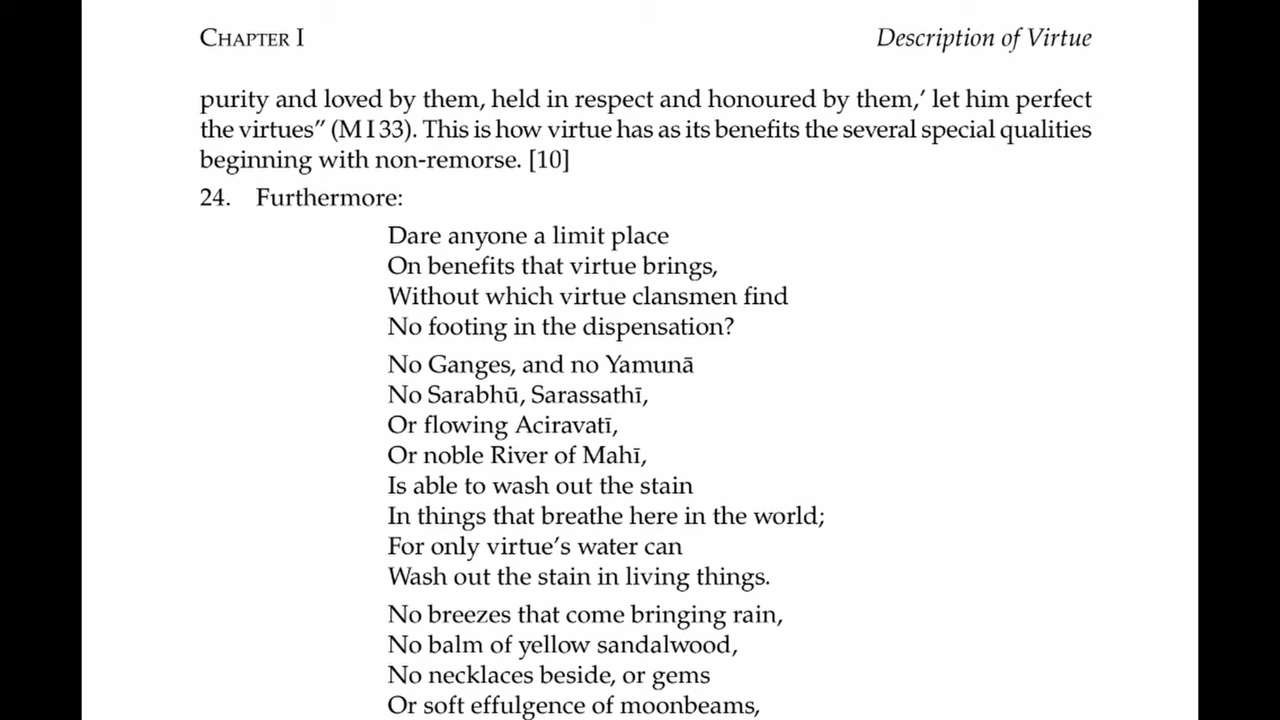 CHAPTER I Description of Virtue
purity and loved by them, held in respect and honoured by them,’ let him perfect
the virtues” (M I 33). This is how virtue has as its benefits the several special qualities
beginning with non-remorse. [10]
24. Furthermore:
Dare anyone a limit place
On benefits that virtue brings,
Without which virtue clansmen find
No footing in the dispensation?
No Ganges, and no Yamunā
No Sarabhū, Sarassathī,
Or flowing Aciravatī,
Or noble River of Mahī,
Is able to wash out the stain
In things that breathe here in the world;
For only virtue’s water can
Wash out the stain in living things.
No breezes that come bringing rain,
No balm of yellow sandalwood,
No necklaces beside, or gems
Or soft effulgence of moonbeams,